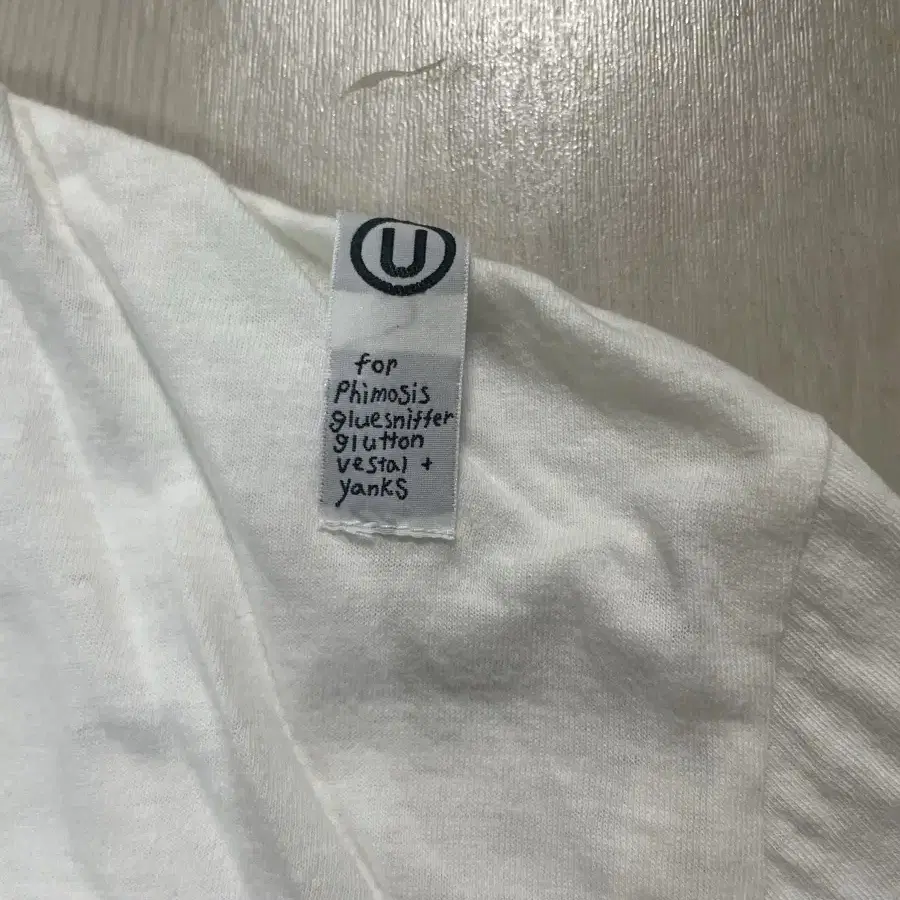 U
for
Phimosis
gluesniffer
glutton
vestal +
yanks